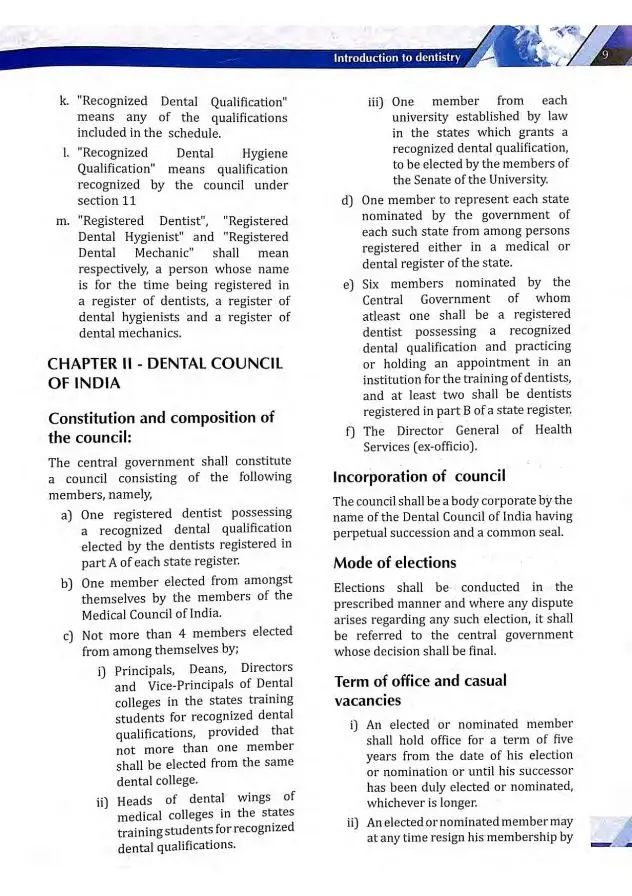 Introduction to dentistry
9
k. "Recognized Dental Qualification"
means any of the qualifications
included in the schedule.
l. "Recognized Dental Hygiene
Qualification" means qualification
recognized by the council under
section 11
m. "Registered Dentist", "Registered
Dental Hygienist" and "Registered
Dental Mechanic" shall mean
respectively, a person whose name
is for the time being registered in
a register of dentists, a register of
dental hygienists and a register of
dental mechanics.
CHAPTER II - DENTAL COUNCIL
OF INDIA
Constitution and composition of
the council:
The central government shall constitute
a council consisting of the following
members, namely,
a) One registered dentist possessing
a recognized dental qualification
elected by the dentists registered in
part A of each state register.
b) One member elected from amongst
themselves by the members of the
Medical Council of India.
c) Not more than 4 members elected
from among themselves by;
i) Principals, Deans, Directors
and Vice-Principals of Dental
colleges in the states training
students for recognized dental
qualifications, provided that
not more than one member
shall be elected from the same
dental college.
ii) Heads of dental wings of
medical colleges in the states
training students for recognized
dental qualifications.
iii) One member from each
university established by law
in the states which grants a
recognized dental qualification,
to be elected by the members of
the Senate of the University.
d) One member to represent each state
nominated by the government of
each such state from among persons
registered either in a medical or
dental register of the state.
e) Six members nominated by the
Central Government of whom
atleast one shall be a registered
dentist possessing a recognized
dental qualification and practicing
or holding an appointment in an
institution for the training of dentists,
and at least two shall be dentists
registered in part B of a state register.
f) The Director General of Health
Services (ex-officio).
Incorporation of council
The council shall be a body corporate by the
name of the Dental Council of India having
perpetual succession and a common seal.
Mode of elections
Elections shall be conducted in the
prescribed manner and where any dispute
arises regarding any such election, it shall
be referred to the central government
whose decision shall be final.
Term of office and casual
vacancies
i) An elected or nominated member
shall hold office for a term of five
years from the date of his election
or nomination or until his successor
has been duly elected or nominated,
whichever is longer.
ii) An elected or nominated member may
at any time resign his membership by